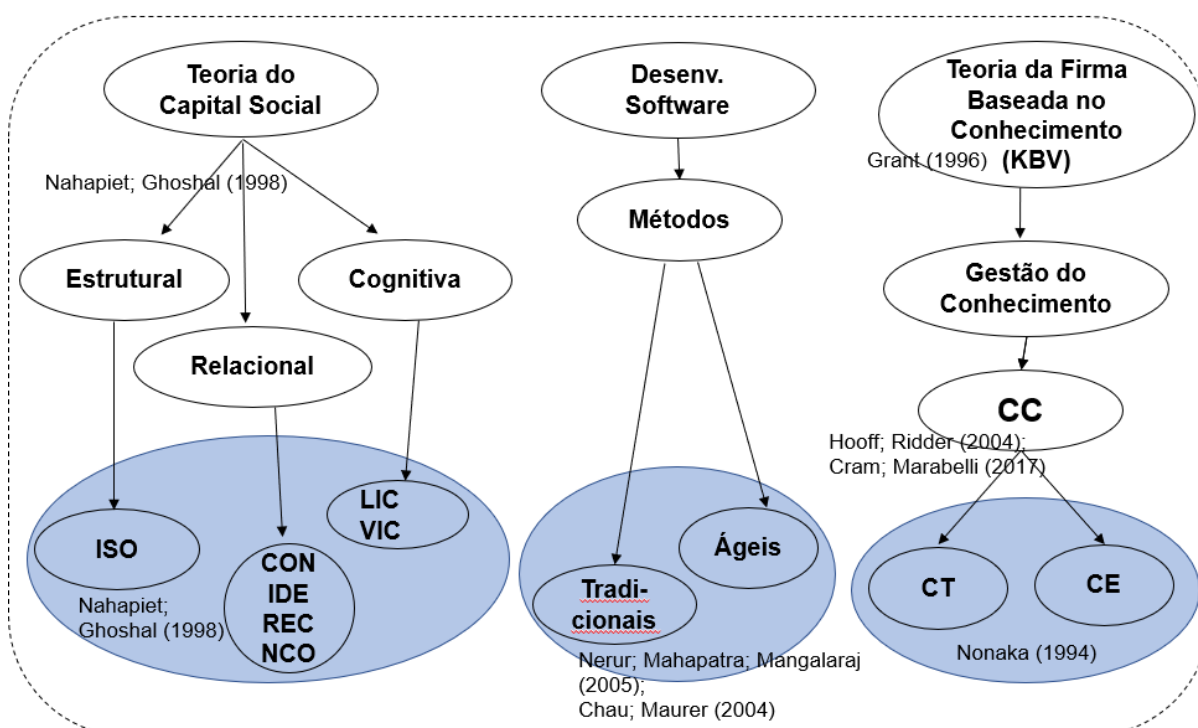 Teoria do
Capital Social
Nahapiet; Ghoshal (1998)
Estrutural
Cognitiva
Relacional
LIC
VIC
ISO
CON
IDE
REC
NCO
Nahapiet;
Ghoshal (1998)
Desenv.
Software
Métodos
Ágeis
Tradi-
cionais
Nerur; Mahapatra; Mangalaraj
(2005);
Chau; Maurer (2004)
Teoria da Firma
Baseada no
Conhecimento
Grant (1996) (KBV)
Gestão do
Conhecimento
CC
Hooff; Ridder (2004);
Cram; Marabelli (2017)
CT
CE
Nonaka (1994)